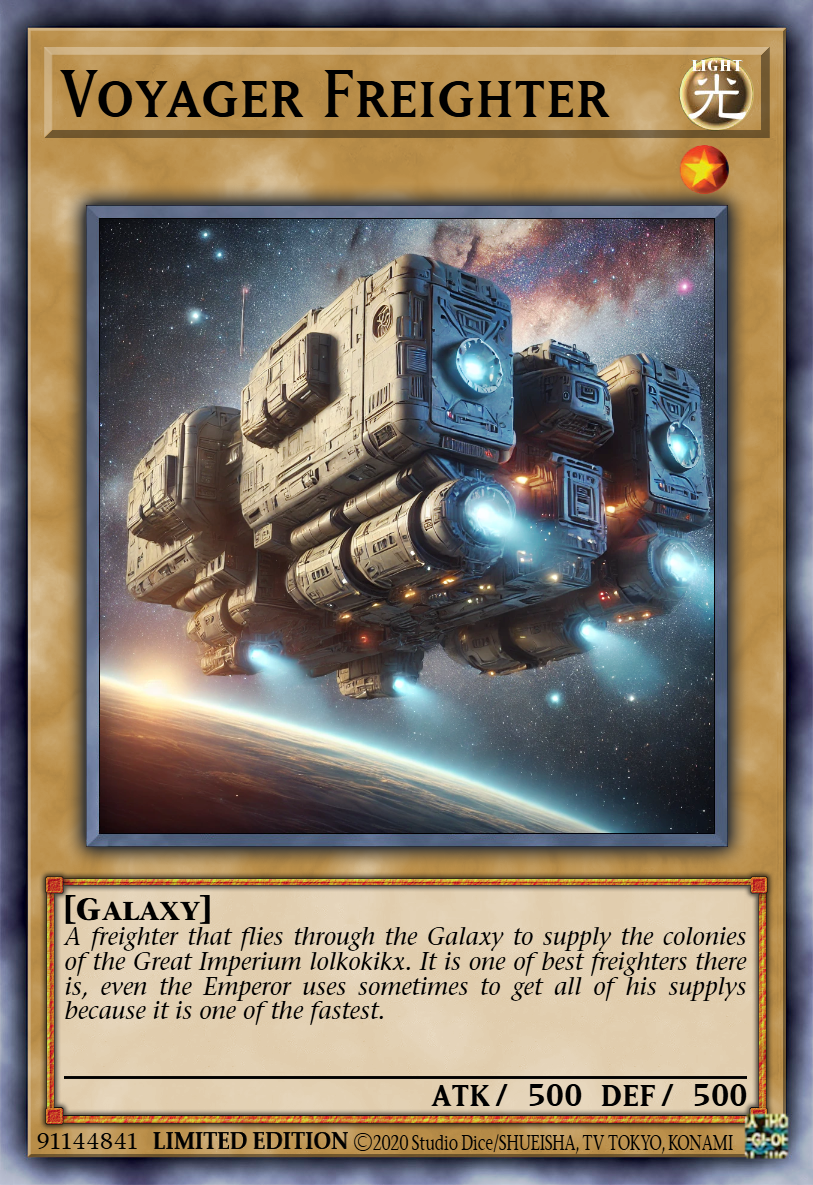 Voyager Freighter
LIGHT
光
[Galaxy]
A freighter that flies through the Galaxy to supply the colonies
of the Great Imperium lolkokikx. It is one of best freighters there
is, even the Emperor uses sometimes to get all of his supplys
because it is one of the fastest.
ATK/ 500 DEF/ 500
91144841 LIMITED EDITION ©2020 Studio Dice/SHUEISHA, TV TOKYO, KONAMI